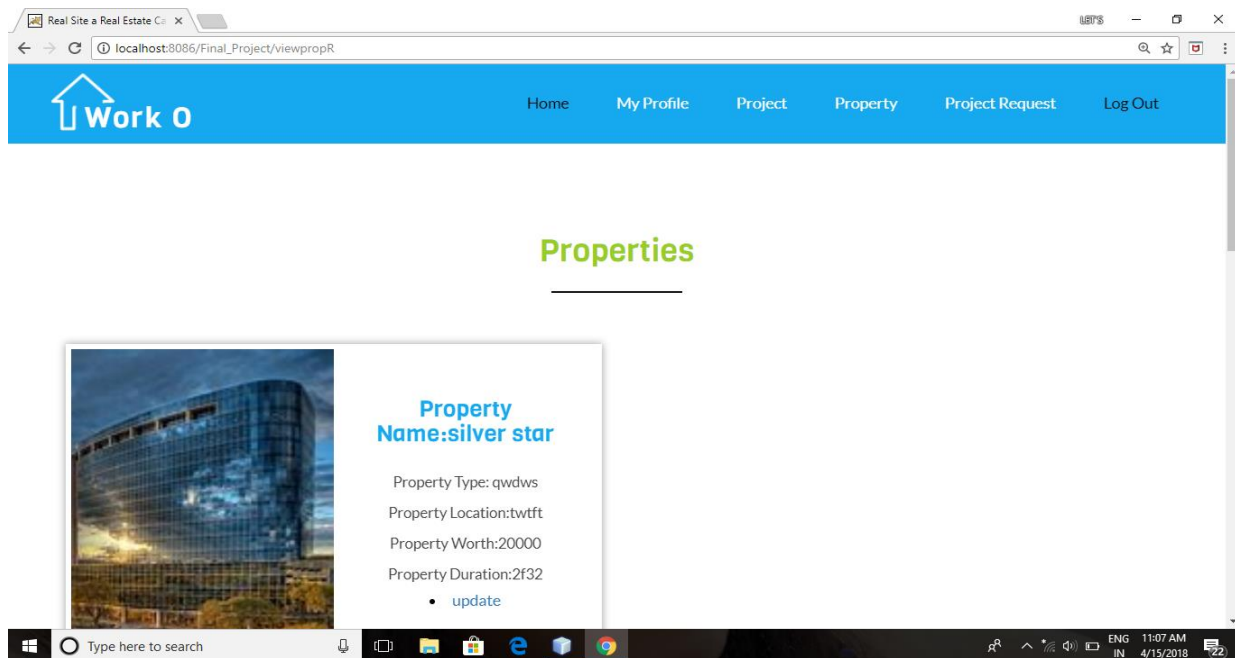 Real Site a Real Estate Ca
LET'S
localhost:8086/Final_Project/viewpropR
Work O
Home My Profile Project Property Project Request Log Out
Properties
Property
Name:silver star
Property Type: qwdws
Property Location:twtft
Property Worth:20000
Property Duration:2f32
• update
Type here to search
ENG 11:07 AM
IN 4/15/2018
22